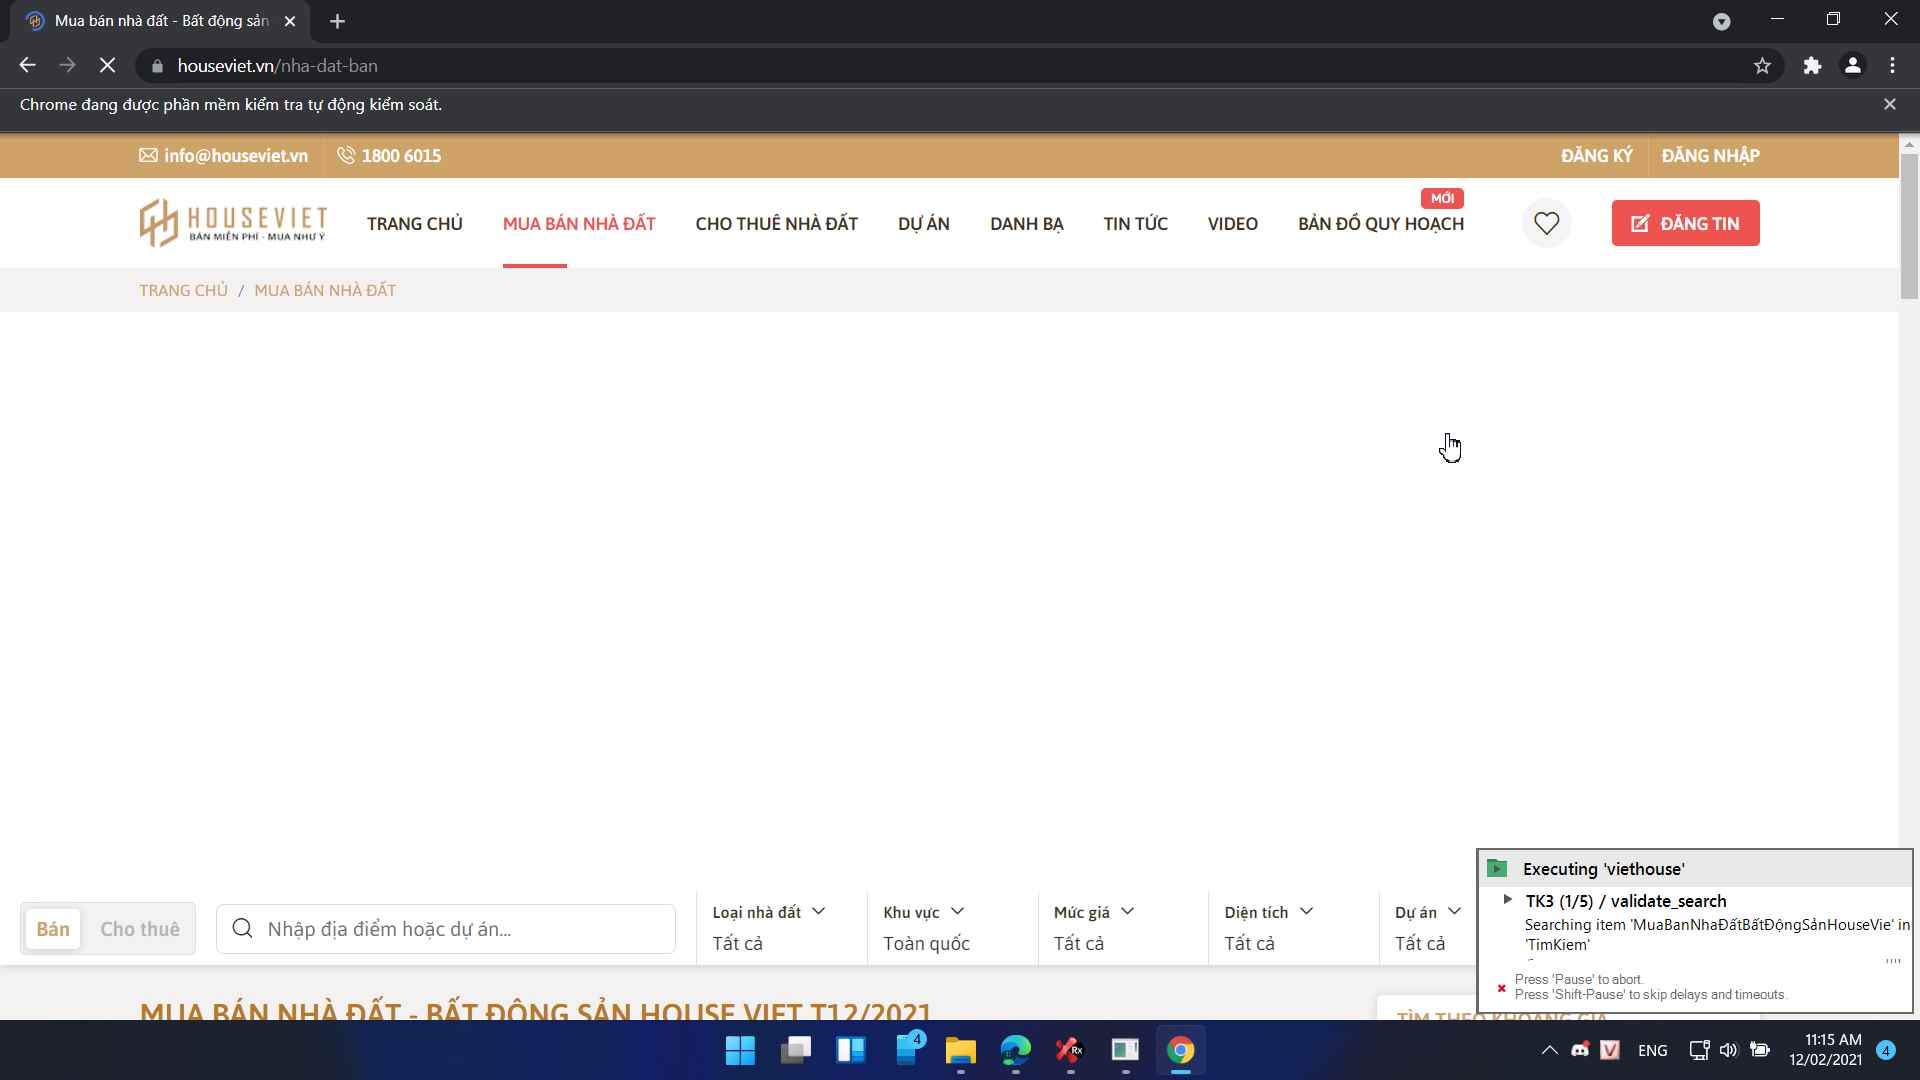 Mua bán nhà đất - Bất động sản
houseviet.vn/nha-dat-ban
Chrome đang được phần mềm kiểm tra tự động kiểm soát.
info@houseviet.vn 1800 6015 ĐĂNG KÝ ĐĂNG NHẬP
HOUSEVIET
BÁN MIỄN PHÍ - MUA NHƯ Ý
MỚI
TRANG CHỦ MUA BÁN NHÀ ĐẤT CHO THUÊ NHÀ ĐẤT DỰ ÁN DANH BẠ TIN TỨC VIDEO BẢN ĐỒ QUY HOẠCH ĐĂNG TIN
TRANG CHỦ / MUA BÁN NHÀ ĐẤT
Bán Cho thuê Nhập địa điểm hoặc dự án...
Loại nhà đất Khu vực Mức giá Diện tích Dự án
Tất cả Toàn quốc Tất cả Tất cả Tất cả
MUA BÁN NHÀ ĐẤT - BẤT ĐỘNG SẢN HOUSE VIET T12/2021
TÌM THEO KHOẢNG GIÁ
Executing 'viethouse'
TK3 (1/5) / validate_search
Searching item 'MuaBanNhaĐấtBấtĐộngSảnHouseVie' in
'TimKiem'
Press 'Pause' to abort.
Press 'Shift-Pause' to skip delays and timeouts.
4
Rx
V
ENG
11:15 AM
12/02/2021
4